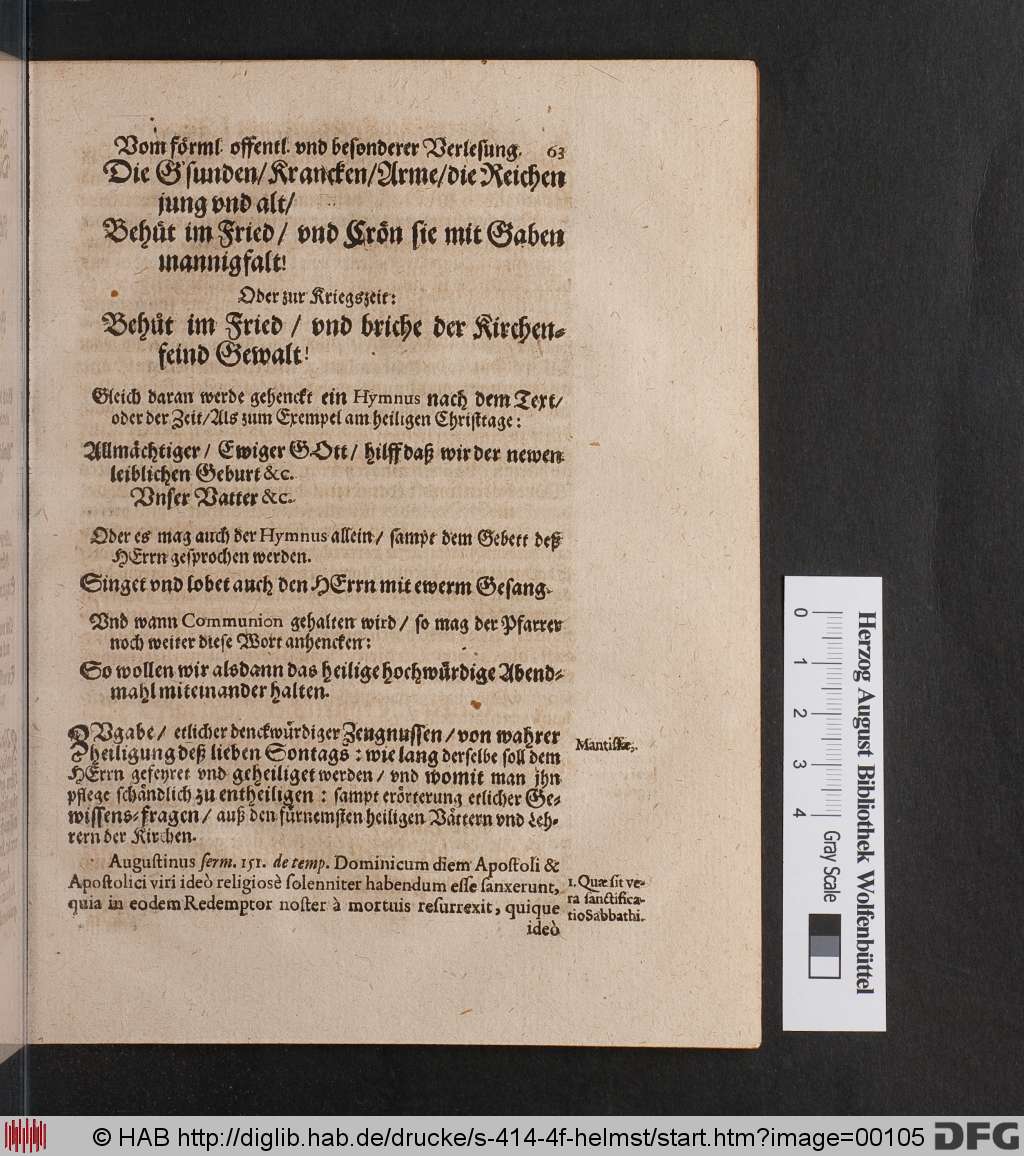 Vom förml. offentl. vnd besonderer Verlesung. 63
Die Gsunden/Krancken/Arme/die Reichen
jung vnd alt/
Behüt im Fried / vnd Crön sie mit Gaben
mannigfalt!
Oder zur Kriegszeit:
Behüt im Fried / vnd briche der Kirchen-
feind Gewalt!
Gleich daran werde gehenckt ein Hymnus nach dem Text/
oder der Zeit/Als zum Exempel am heiligen Christtage:
Allmächtiger / Ewiger GOtt / hilff daß wir der newen
leiblichen Geburt &c.
Vnser Vatter &c.
Oder es mag auch der Hymnus allein / sampt dem Gebett deß
HErrn gesprochen werden.
Singet vnd lobet auch den HErrn mit ewerm Gesang.
Vnd wann Communion gehalten wird / so mag der Pfarrer
noch weiter diese Wort anhencken:
So wollen wir alsdann das heilige hochwürdige Abend-
mahl miteinander halten.
ZVgabe / etlicher denckwürdiger Zeugnussen / von wahrer
heiligung deß lieben Sontags : wie lang derselbe soll dem
HErrn gefeyret vnd geheiliget werden / vnd womit man jhn
pflege schändlich zu entheiligen : sampt erörterung etlicher Ge-
wissens-fragen / auß den fürnemsten heiligen Vättern vnd Leh-
rern der Kirchen.
Mantissæ.
Augustinus serm. 151. de temp. Dominicum diem Apostoli &
Apostolici viri ideò religiosè solenniter habendum esse sanxerunt,
quia in eodem Redemptor noster à mortuis resurrexit, quique
ideò
1. Quæ sit ve-
ra sanctifica-
tio Sabbathi.
0 1 2 3 4
Herzog August Bibliothek Wolfenbüttel
Gray Scale
© HAB http://diglib.hab.de/drucke/s-414-4f-helmst/start.htm?image=00105
DFG